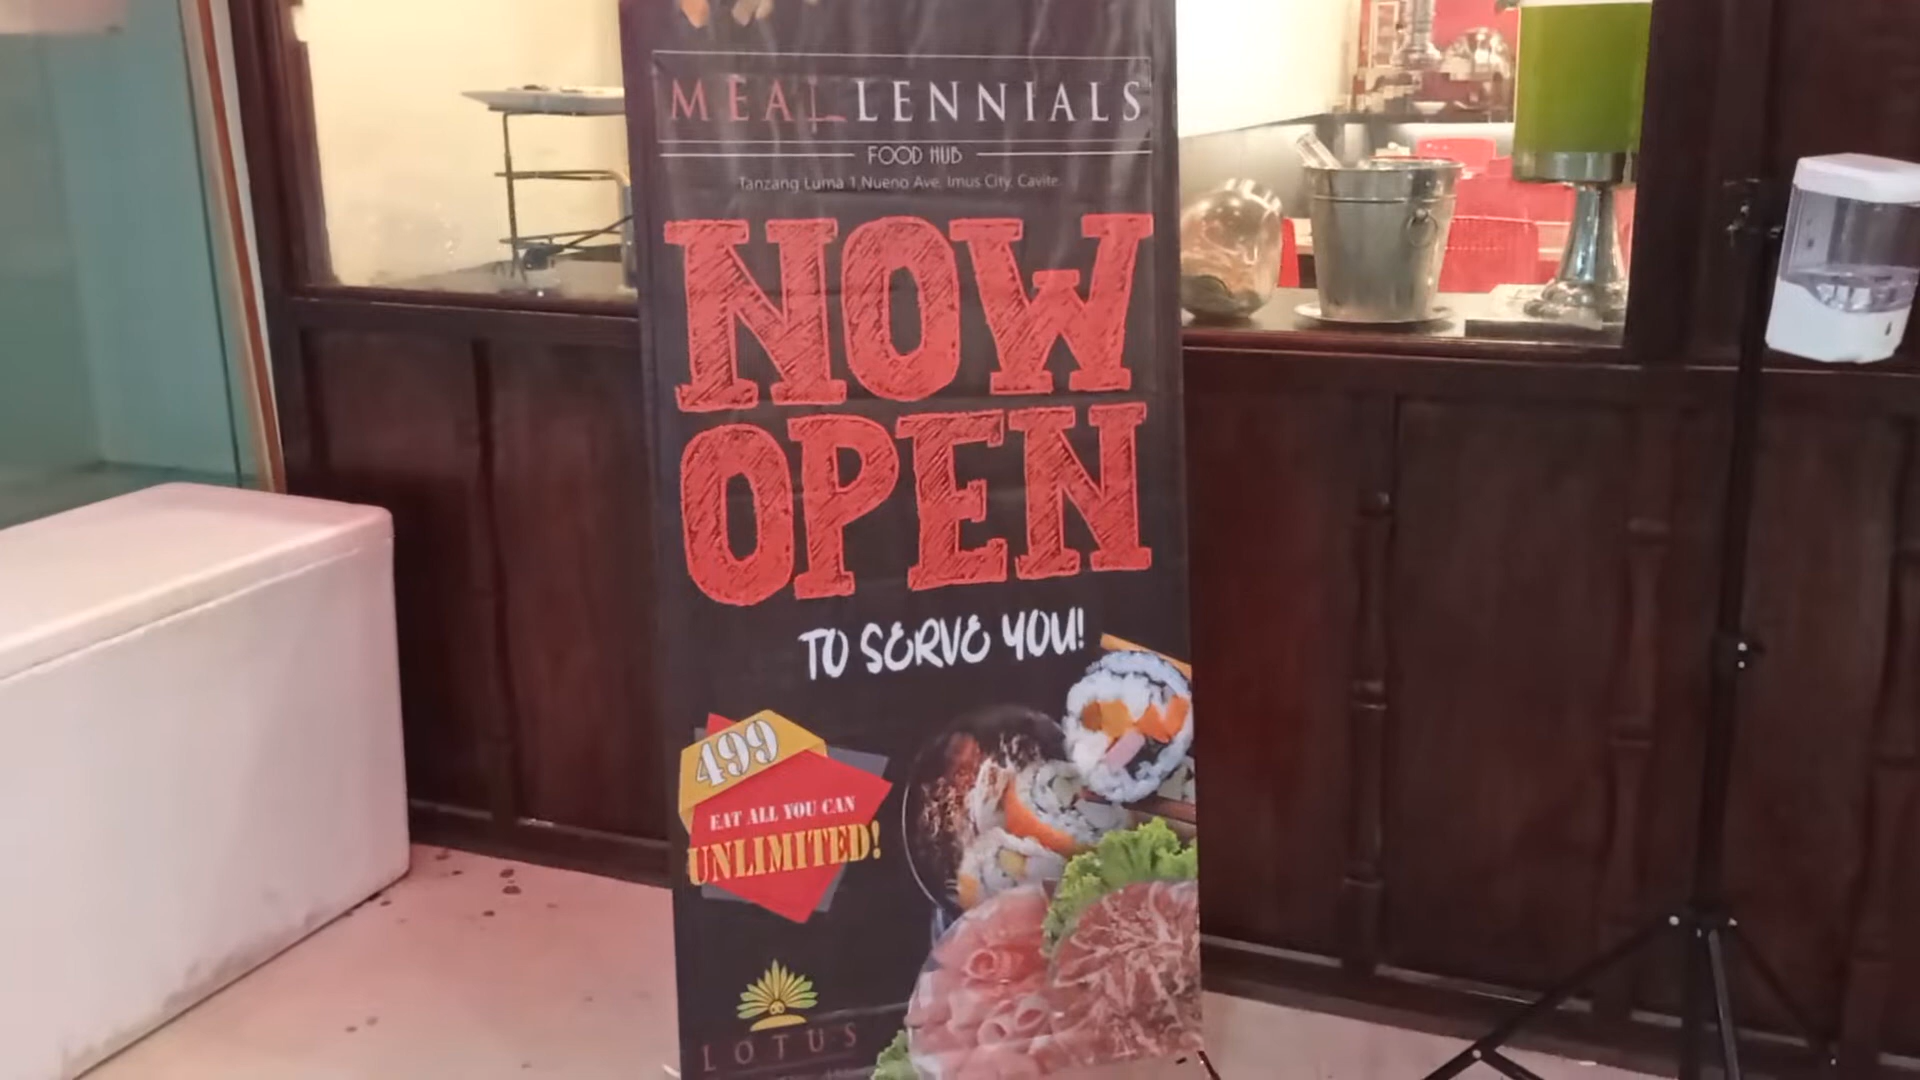 MEALLENNIALS
FOOD HUB
Tanzang Luma 1,Nueno Ave, Imus City, Cavite
NOW
OPEN
TO SERVE YOU!
499
EAT ALL YOU CAN
UNLIMITED!
LOTUS